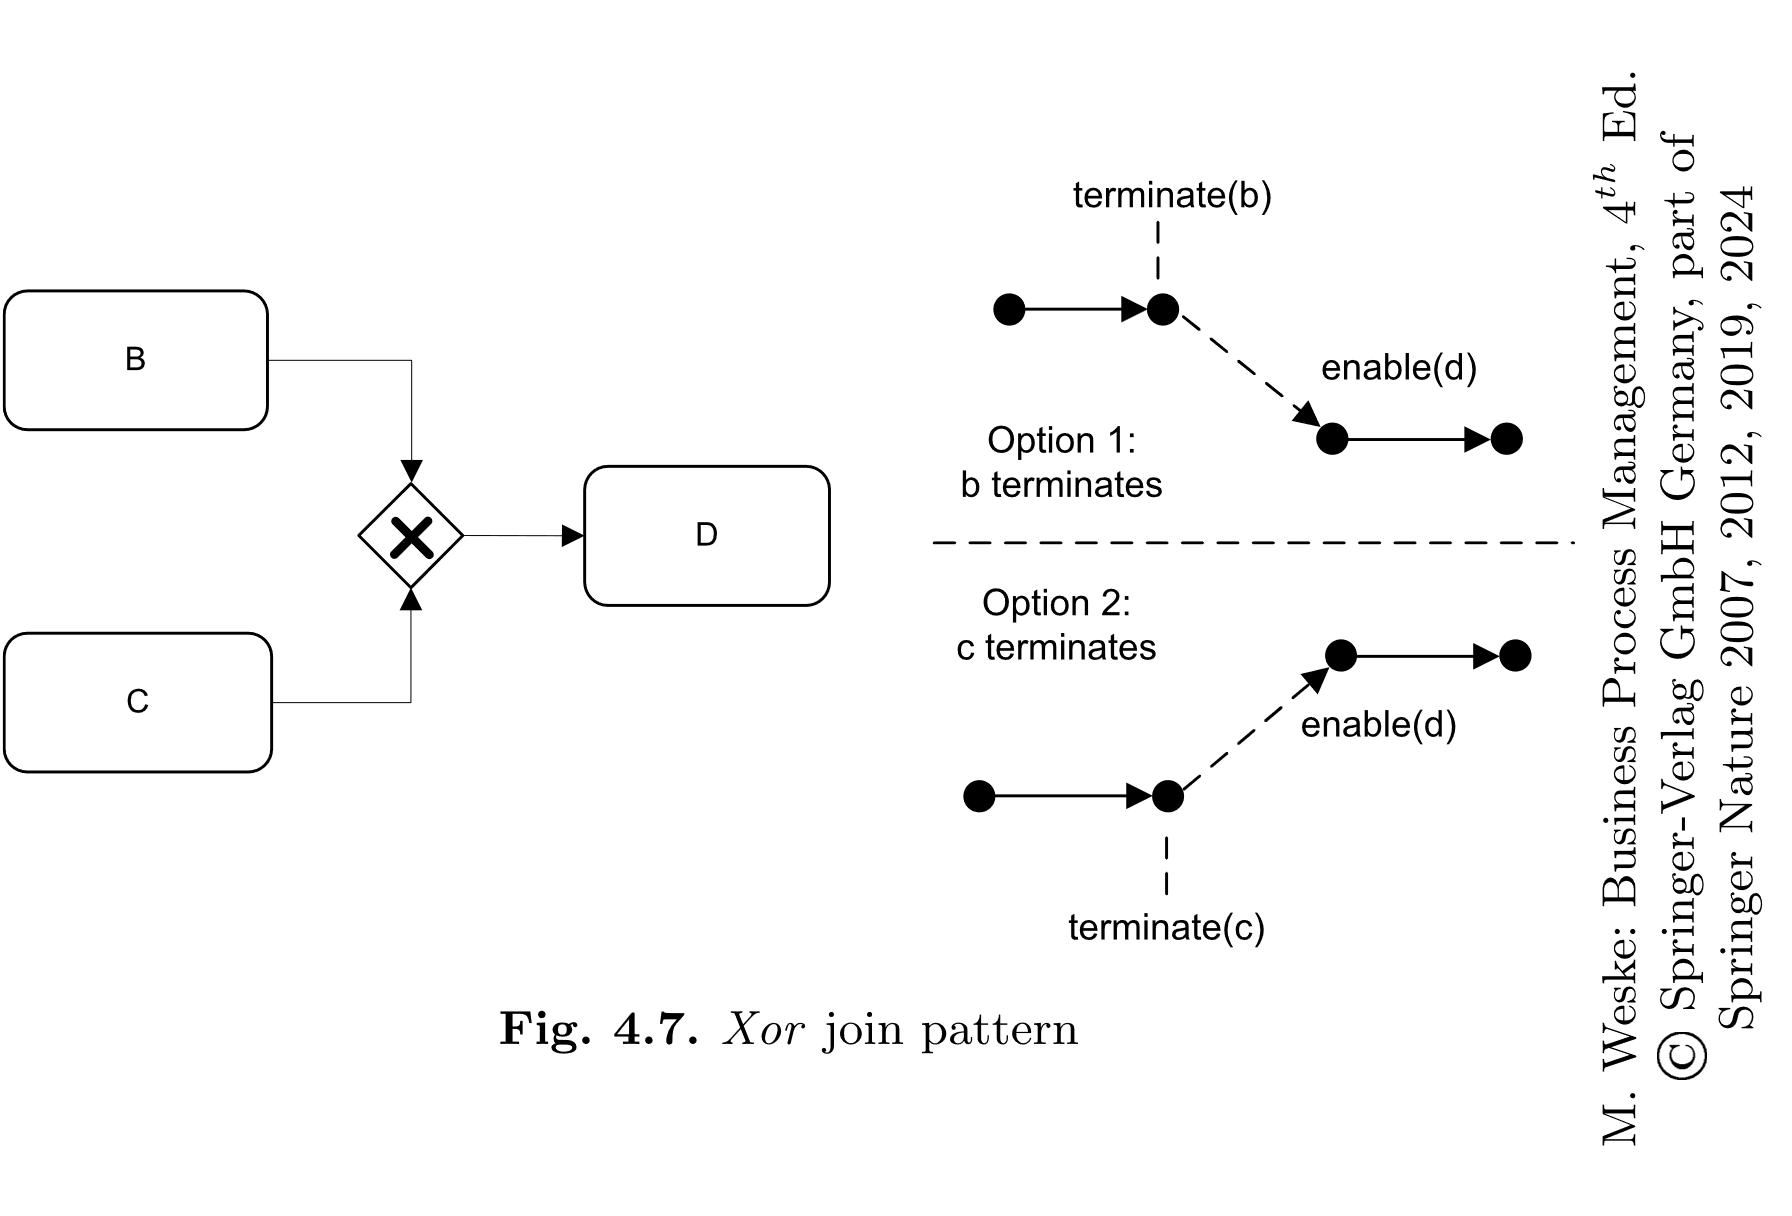 B
C
D
terminate(b)
enable(d)
Option 1:
b terminates
Option 2:
c terminates
enable(d)
terminate(c)
Fig. 4.7. Xor join pattern
M. Weske: Business Process Management, 4th Ed.
© Springer-Verlag GmbH Germany, part of
Springer Nature 2007, 2012, 2019, 2024